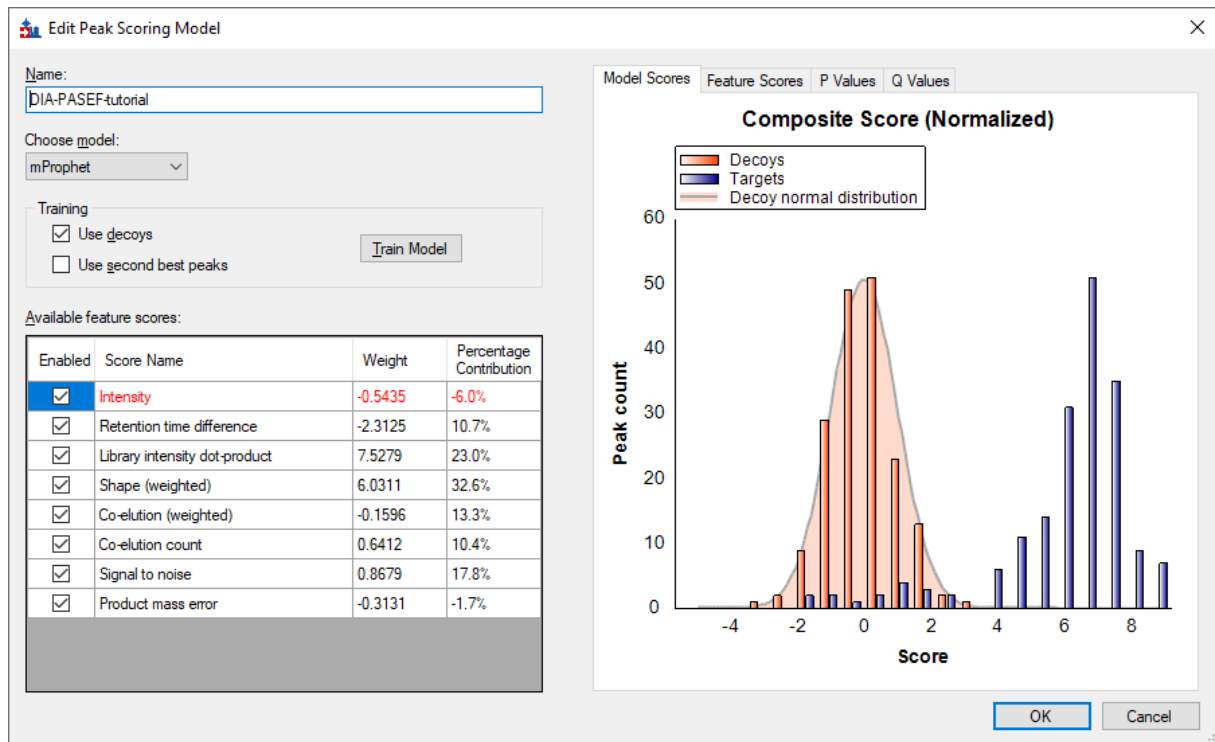 Edit Peak Scoring Model
Name:
DIA-PASEF-tutorial
Choose model:
mProphet
Training
Use decoys
Use second best peaks
Train Model
Available feature scores:
Enabled Score Name Weight Percentage Contribution
Intensity -0.5435 -6.0%
Retention time difference -2.3125 10.7%
Library intensity dot-product 7.5279 23.0%
Shape (weighted) 6.0311 32.6%
Co-elution (weighted) -0.1596 13.3%
Co-elution count 0.6412 10.4%
Signal to noise 0.8679 17.8%
Product mass error -0.3131 -1.7%
Model Scores Feature Scores P Values Q Values
Composite Score (Normalized)
Decoys
Targets
Decoy normal distribution
60
50
40
30
20
10
0
Peak count
-4 -2 0 2 4 6 8
Score
OK Cancel